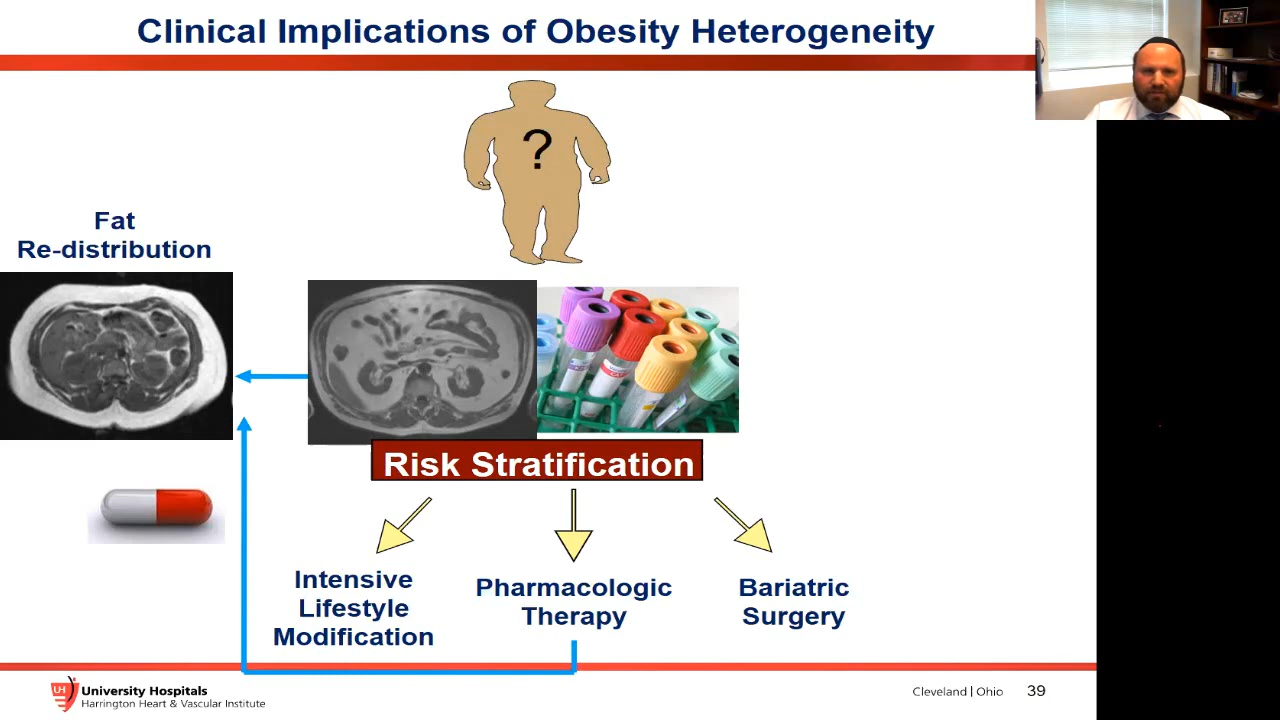 Clinical Implications of Obesity Heterogeneity
?
Fat
Re-distribution
Risk Stratification
Intensive
Lifestyle
Modification
Pharmacologic
Therapy
Bariatric
Surgery
UH
University Hospitals
Harrington Heart & Vascular Institute
Cleveland | Ohio
39